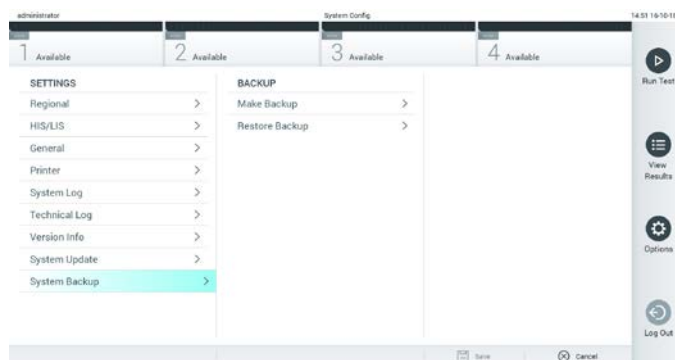 administrator System Config 14:51 16-10-18
1 Available 2 Available 3 Available 4 Available
SETTINGS BACKUP
Regional Make Backup
HIS/LIS Restore Backup
General
Printer
System Log
Technical Log
Version Info
System Update
System Backup
Run Test
View
Results
Options
Log Out
Save Cancel